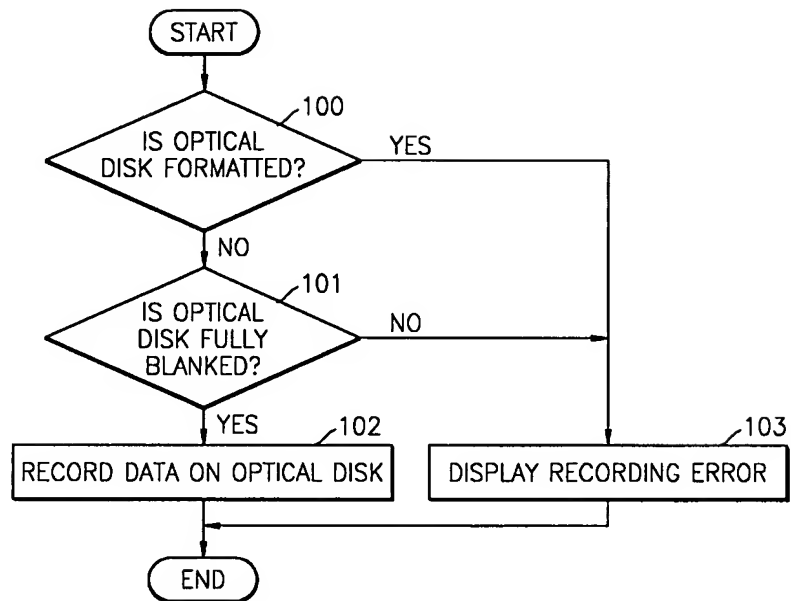 START
100
IS OPTICAL
DISK FORMATTED?
YES
NO
101
IS OPTICAL
DISK FULLY
BLANKED?
NO
YES
102
RECORD DATA ON OPTICAL DISK
103
DISPLAY RECORDING ERROR
END